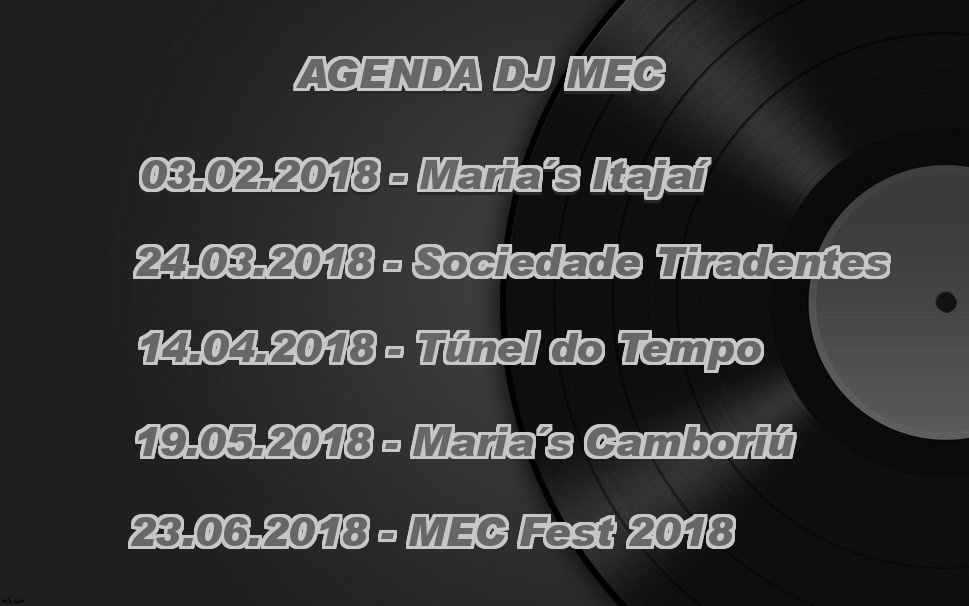 AGENDA DJ MEC
03.02.2018 - Maria´s Itajaí
24.03.2018 - Sociedade Tiradentes
14.04.2018 - Túnel do Tempo
19.05.2018 - Maria´s Camboriú
23.06.2018 - MEC Fest 2018